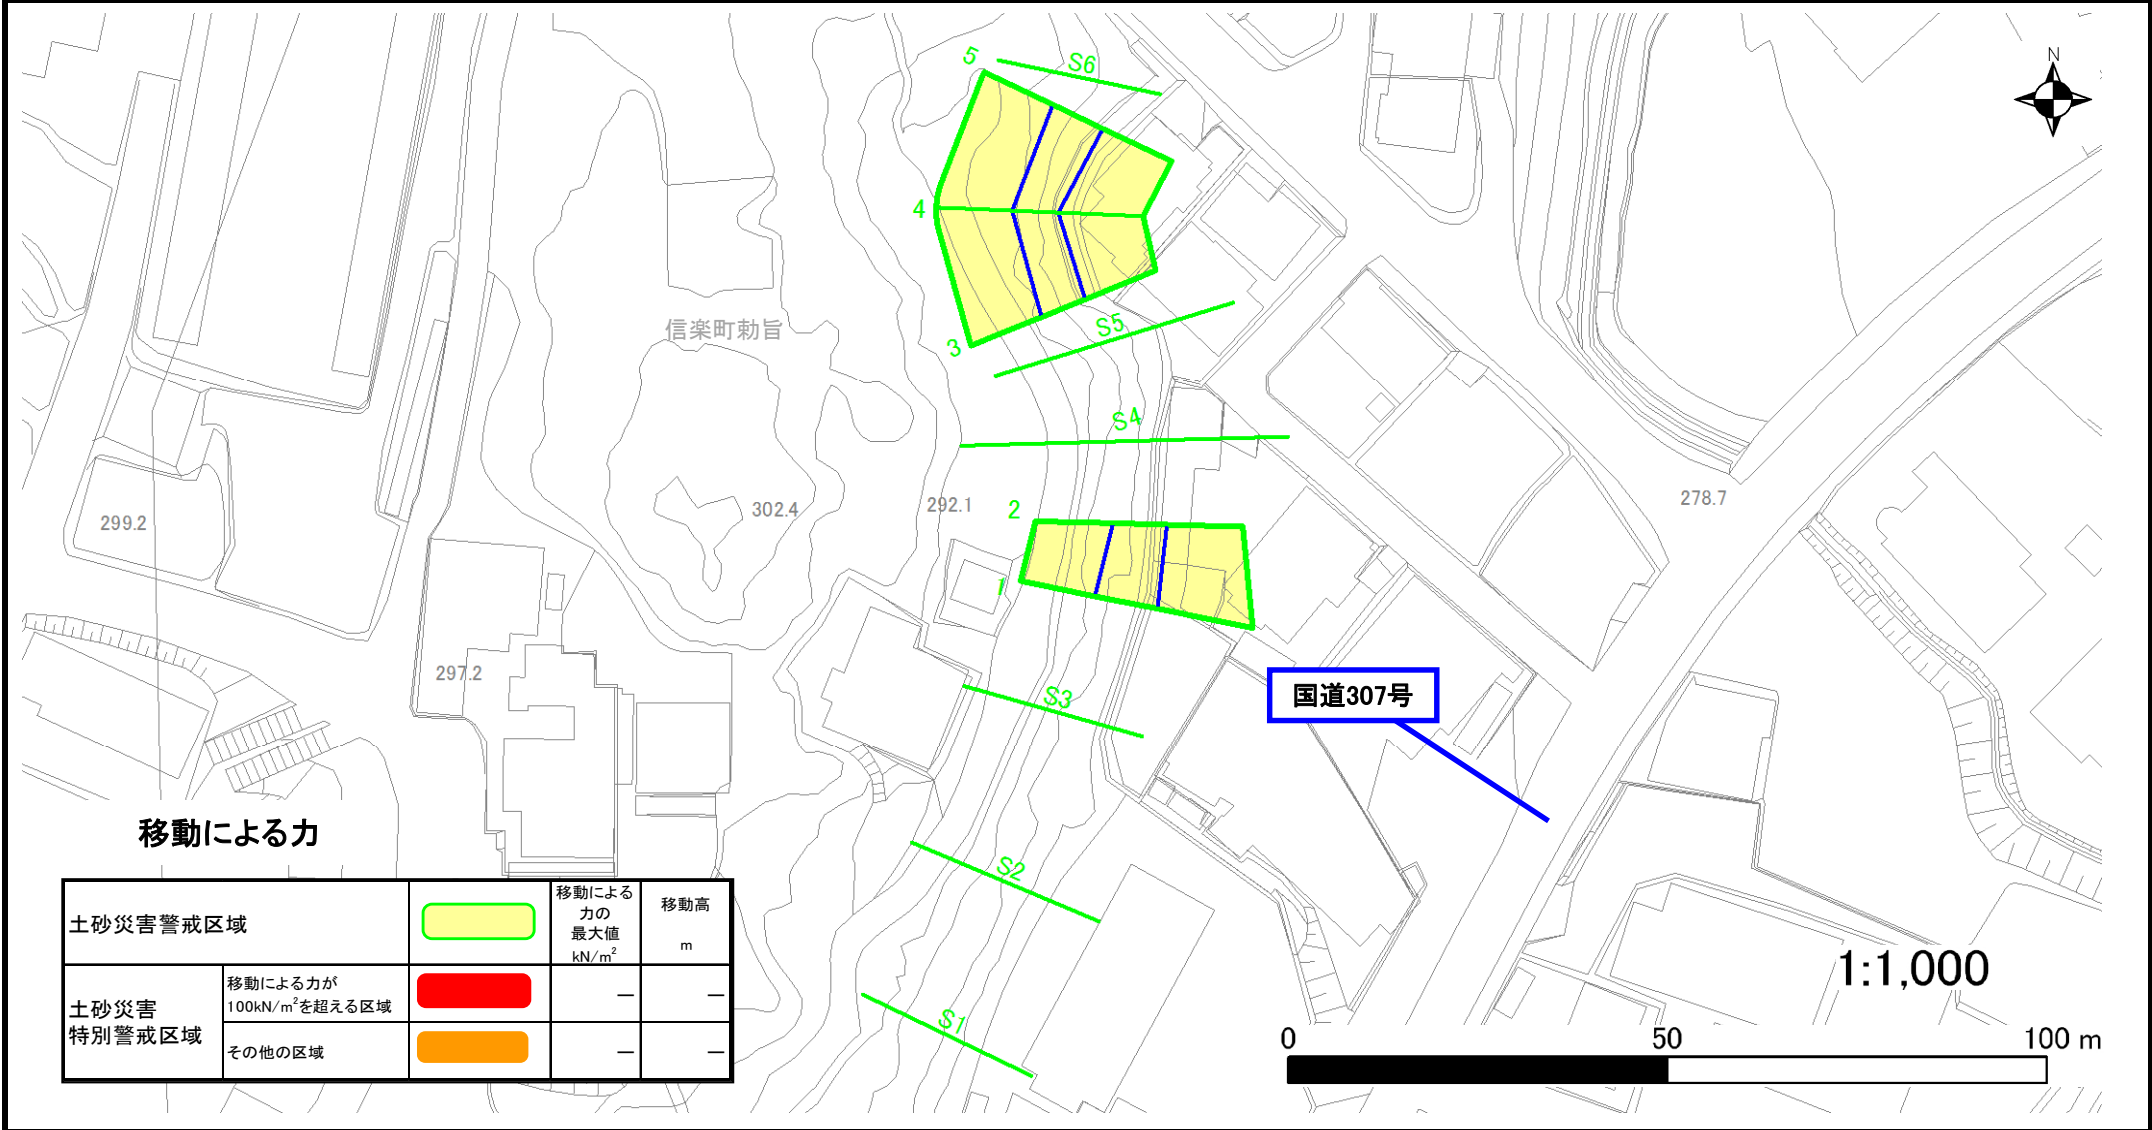 N
5
S6
4
信楽町勅旨
S5
3
S4
299.2
302.4
292.1
2
278.7
1
297.2
S3
国道307号
移動による力
S2
土砂災害警戒区域
移動による
力の
最大値
kN/m²
移動高
m
土砂災害
特別警戒区域
移動による力が
100kN/m²を超える区域
—
—
その他の区域
—
—
S1
1:1,000
0
50
100 m